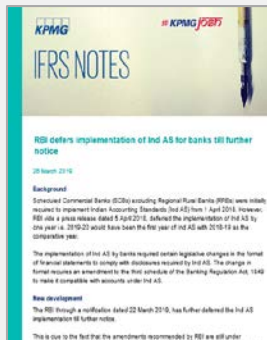 KPMG
KPMG josh
IFRS NOTES
RBI defers implementation of Ind AS for banks till further
notice
28 March 2019
Background
Scheduled Commercial Banks (SCBs) excluding Regional Rural Banks (RRBs) were initially
required to implement Indian Accounting Standards (Ind AS) from 1 April 2018. However,
RBI vide a press release dated 5 April 2018, deferred the implementation of Ind AS by
one year i.e. 2019-20 would have been the first year of Ind AS with 2018-19 as the
comparative year.
The implementation of Ind AS by banks required certain legislative changes in the format
of financial statements to comply with disclosures required by Ind AS. The change in
format requires an amendment to the third schedule of the Banking Regulation Act, 1949
to make it compatible with accounts under Ind AS.
New development
The RBI through a notification dated 22 March 2019, has further deferred the Ind AS
implementation till further notice.
This is due to the fact that the amendments recommended by RBI are still under